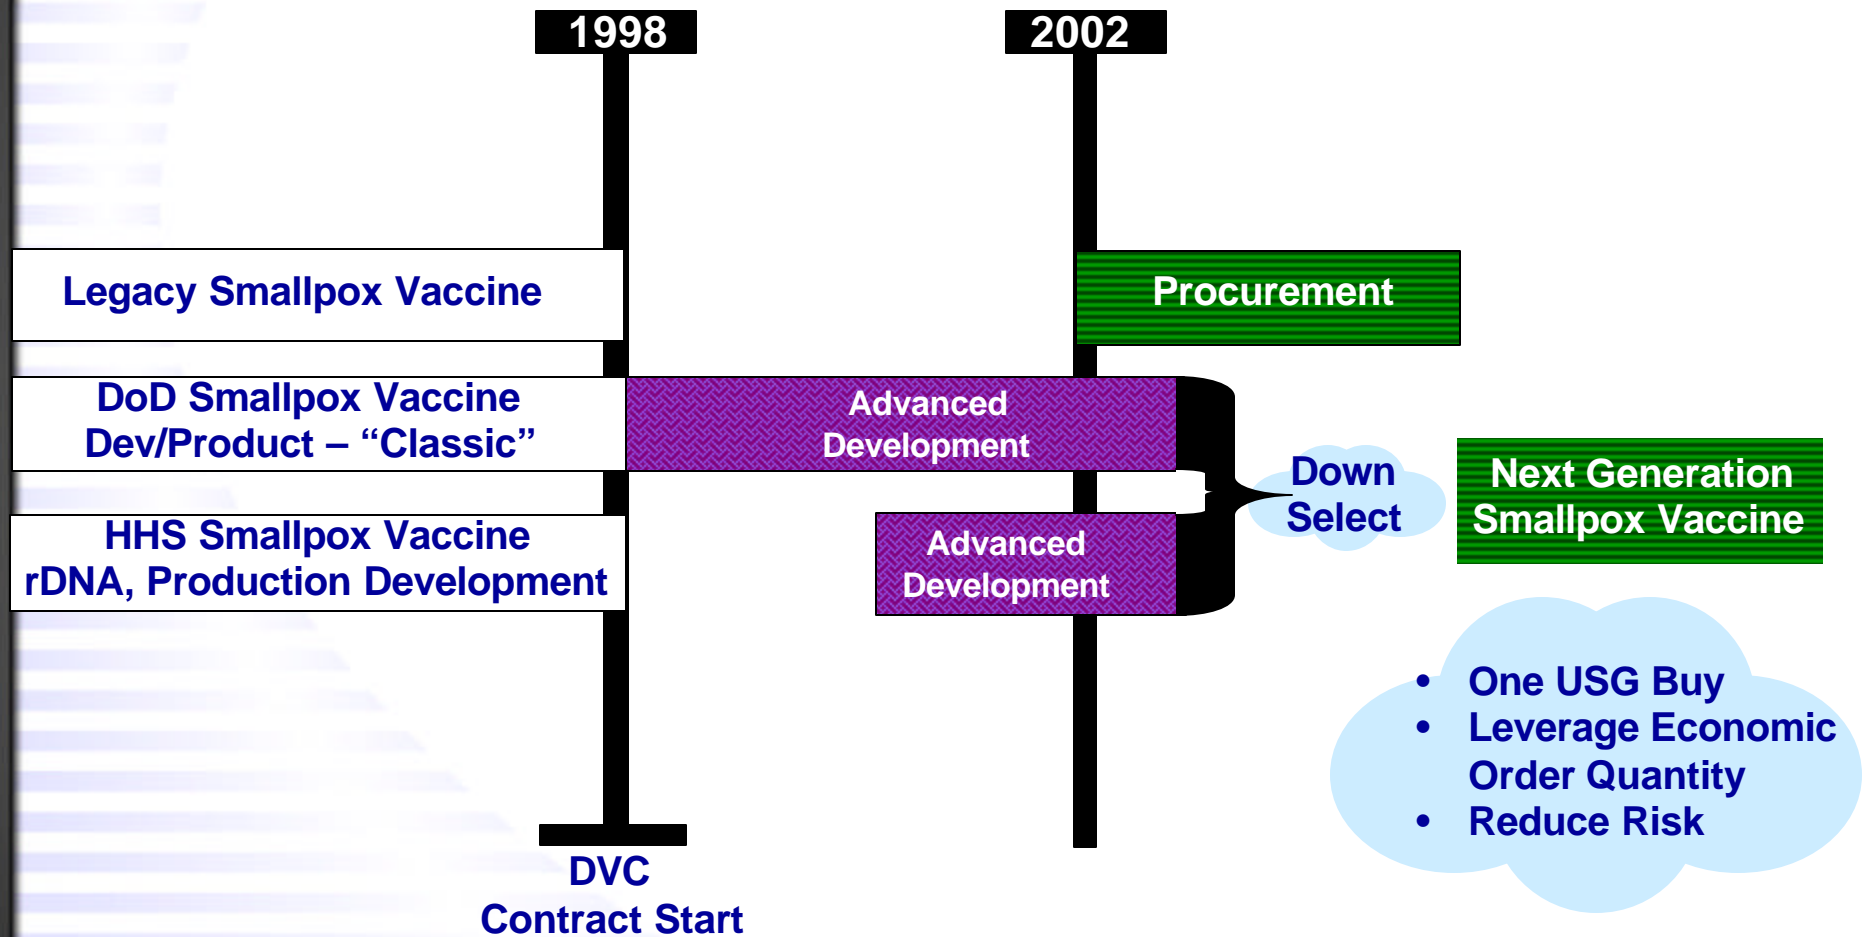 1998
2002
Legacy Smallpox Vaccine
Procurement
DoD Smallpox Vaccine
Dev/Product – “Classic”
Advanced
Development
HHS Smallpox Vaccine
rDNA, Production Development
Advanced
Development
Down
Select
Next Generation
Smallpox Vaccine
• One USG Buy
• Leverage Economic
Order Quantity
• Reduce Risk
DVC
Contract Start